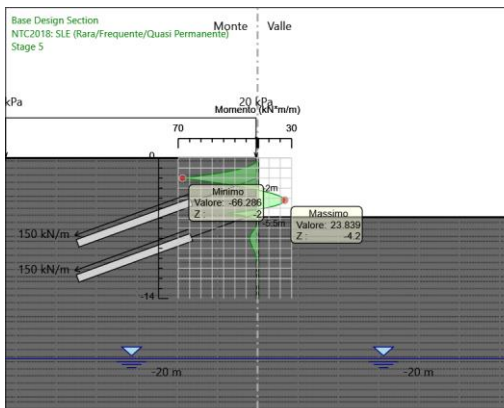 Base Design Section
NTC2018: SLE (Rara/Frequente/Quasi Permanente)
Stage 5
Monte Valle
kPa
20 kPa
Momento (kN*m/m)
70 30
0
-2m
Minimo
Valore: -66.286
Z : -2
Massimo
Valore: 23.839
Z : -4.2
-5.5m
150 kN/m
150 kN/m
-14
-20 m -20 m